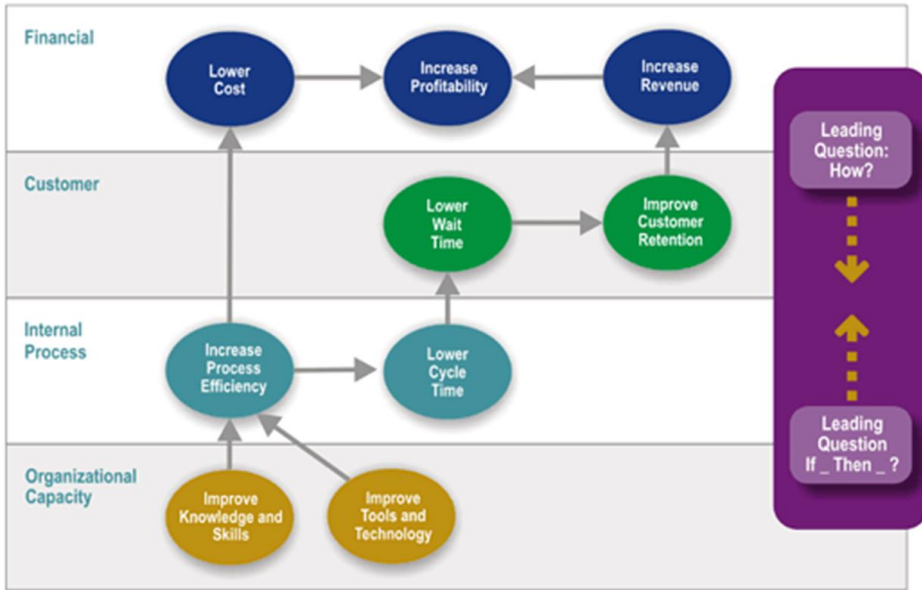 Financial
Lower
Cost
Increase
Profitability
Increase
Revenue
Leading
Question:
How?
Customer
Lower
Wait
Time
Improve
Customer
Retention
Internal
Process
Increase
Process
Efficiency
Lower
Cycle
Time
Leading
Question
If _ Then _ ?
Organizational
Capacity
Improve
Knowledge and
Skills
Improve
Tools and
Technology